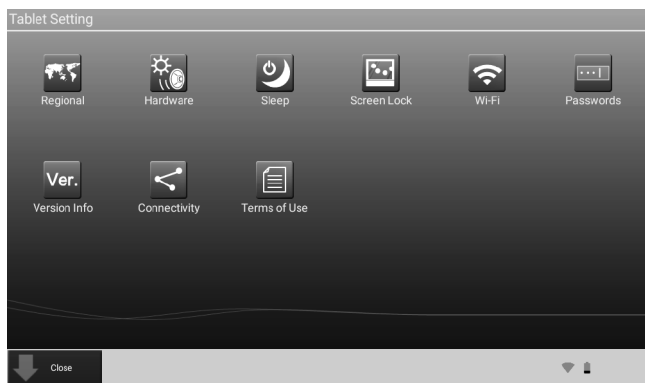 Tablet Setting
Regional
Hardware
Sleep
Screen Lock
Wi-Fi
Passwords
Ver.
Version Info
Connectivity
Terms of Use
Close